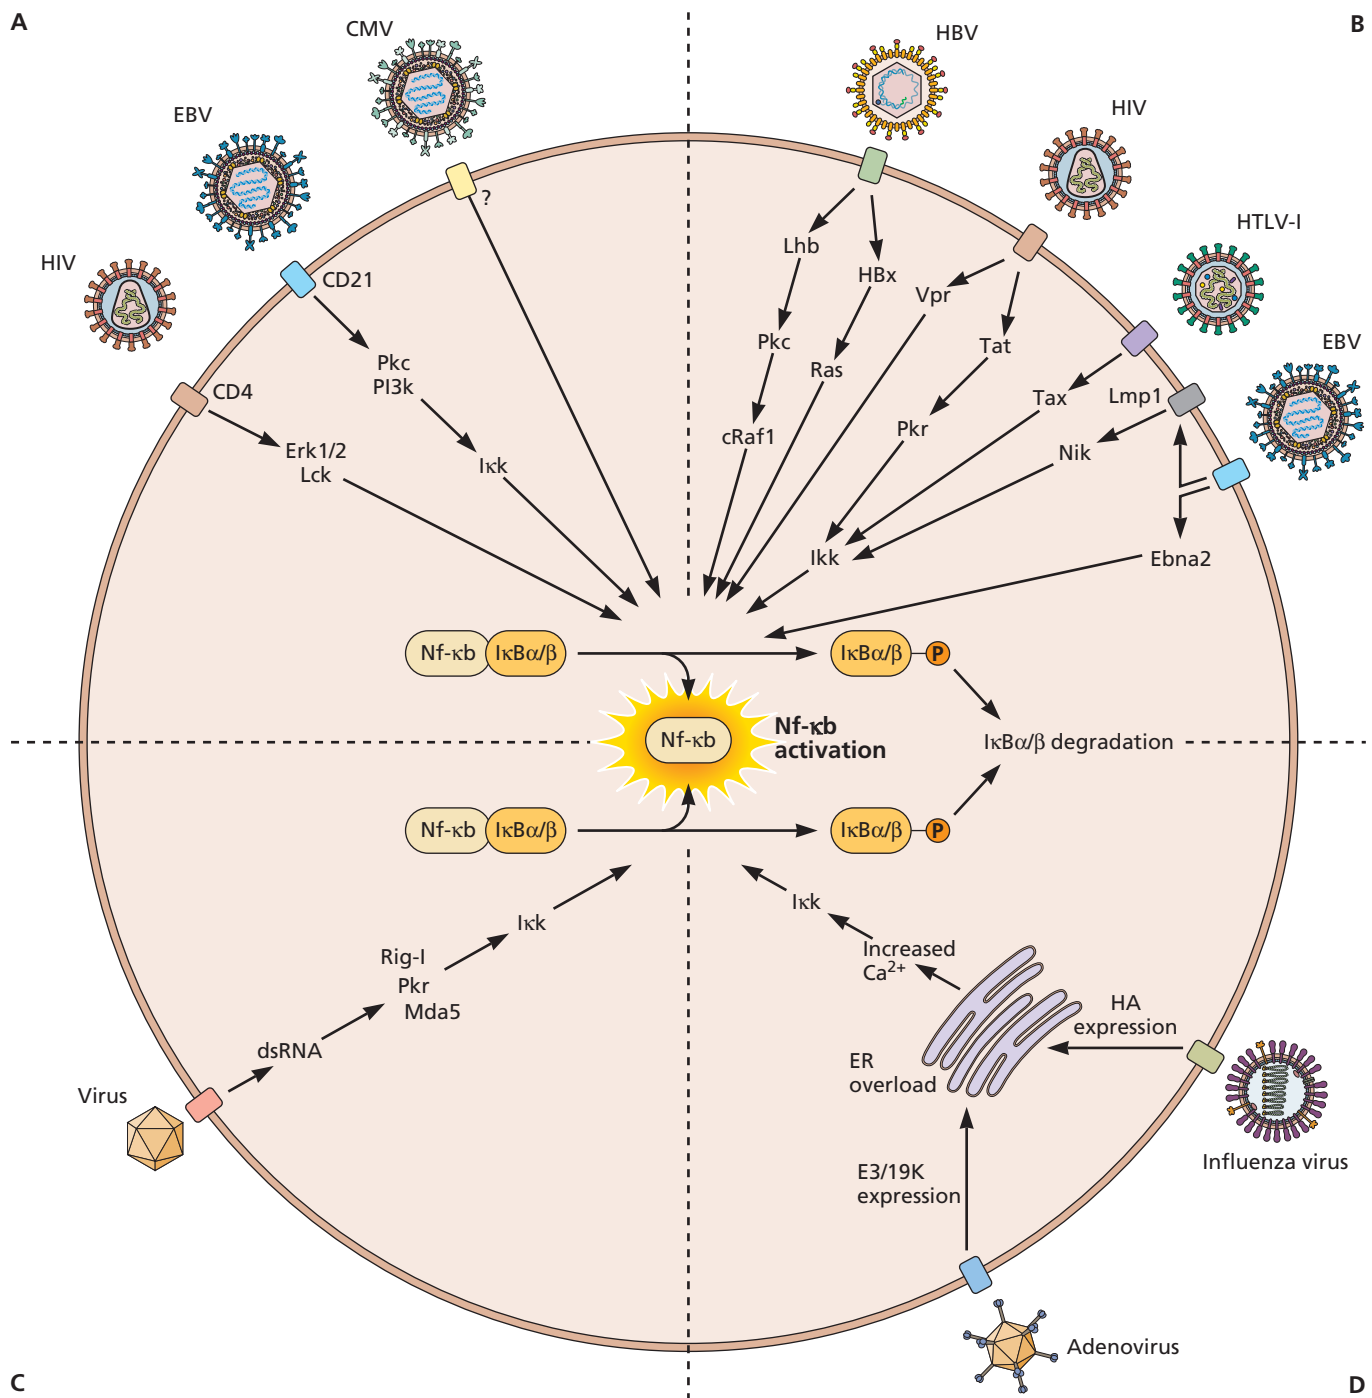 A
B
CMV
HBV
EBV
HIV
HTLV-I
HIV
?
CD21
CD4
Pkc
PI3k
Erk1/2
Lck
Iκk
Lhb
HBx
Vpr
Pkc
Ras
Tat
cRaf1
Pkr
Tax
Lmp1
EBV
Nik
Ikk
Ebna2
Nf-κb
IκBα/β
IκBα/β
P
Nf-κb
Nf-κb
activation
IκBα/β degradation
Nf-κb
IκBα/β
IκBα/β
P
Iκk
Rig-I
Pkr
Mda5
dsRNA
Virus
Iκk
Increased
Ca2+
HA
expression
ER
overload
Influenza virus
E3/19K
expression
Adenovirus
C
D